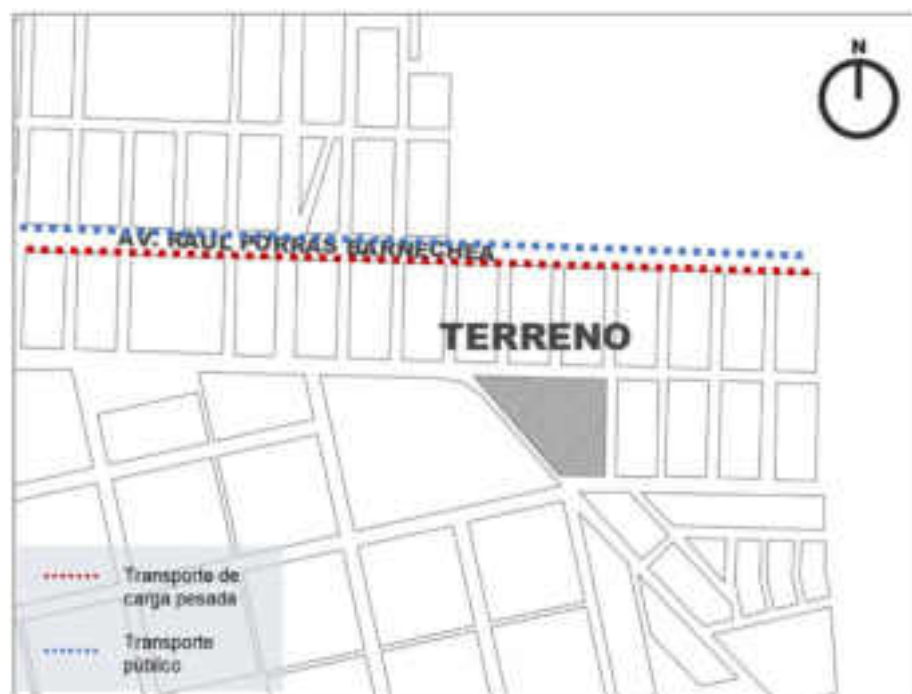 N
AV. RAUL PORRAS BARNECHEA
TERRENO
Transporte de
carga pesada
Transporte
público